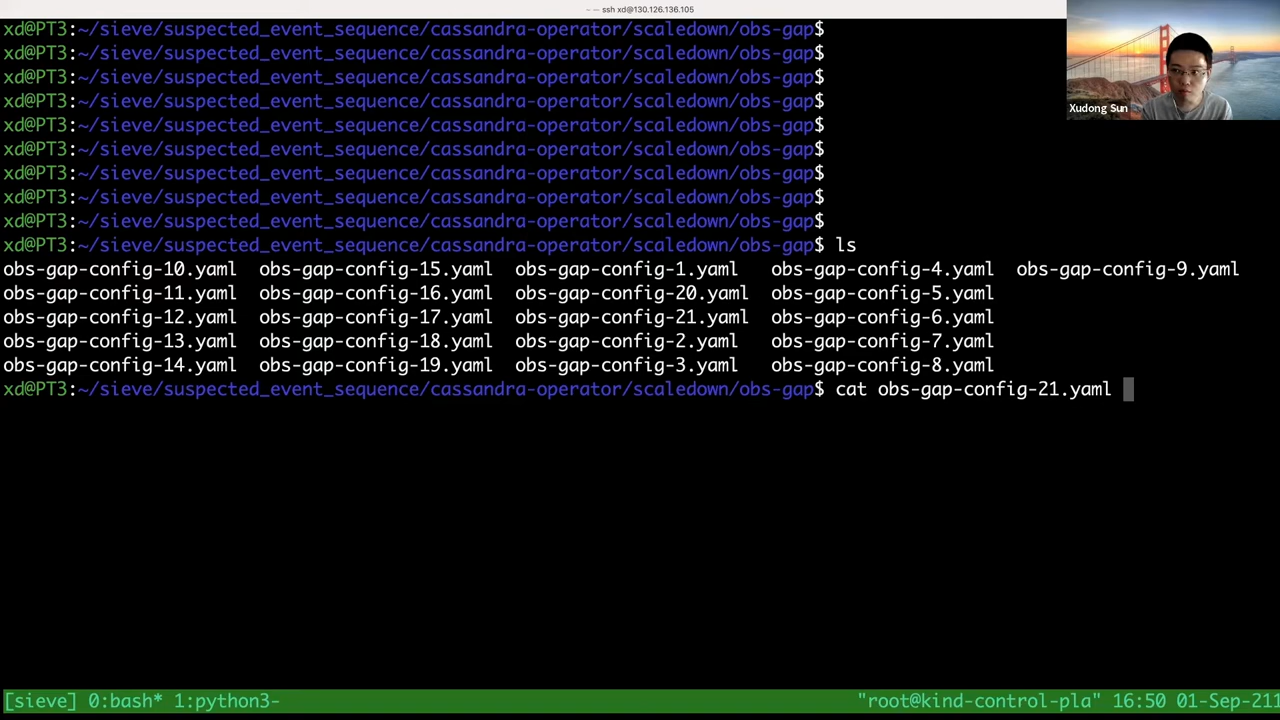 ~ — ssh xd@130.126.136.105
xd@PT3:~/sieve/suspected_event_sequence/cassandra-operator/scaledown/obs-gap$
xd@PT3:~/sieve/suspected_event_sequence/cassandra-operator/scaledown/obs-gap$
xd@PT3:~/sieve/suspected_event_sequence/cassandra-operator/scaledown/obs-gap$
xd@PT3:~/sieve/suspected_event_sequence/cassandra-operator/scaledown/obs-gap$
Xudong Sun
xd@PT3:~/sieve/suspected_event_sequence/cassandra-operator/scaledown/obs-gap$
xd@PT3:~/sieve/suspected_event_sequence/cassandra-operator/scaledown/obs-gap$
xd@PT3:~/sieve/suspected_event_sequence/cassandra-operator/scaledown/obs-gap$
xd@PT3:~/sieve/suspected_event_sequence/cassandra-operator/scaledown/obs-gap$
xd@PT3:~/sieve/suspected_event_sequence/cassandra-operator/scaledown/obs-gap$
xd@PT3:~/sieve/suspected_event_sequence/cassandra-operator/scaledown/obs-gap$ ls
obs-gap-config-10.yaml obs-gap-config-15.yaml obs-gap-config-1.yaml obs-gap-config-4.yaml obs-gap-config-9.yaml
obs-gap-config-11.yaml obs-gap-config-16.yaml obs-gap-config-20.yaml obs-gap-config-5.yaml
obs-gap-config-12.yaml obs-gap-config-17.yaml obs-gap-config-21.yaml obs-gap-config-6.yaml
obs-gap-config-13.yaml obs-gap-config-18.yaml obs-gap-config-2.yaml obs-gap-config-7.yaml
obs-gap-config-14.yaml obs-gap-config-19.yaml obs-gap-config-3.yaml obs-gap-config-8.yaml
xd@PT3:~/sieve/suspected_event_sequence/cassandra-operator/scaledown/obs-gap$ cat obs-gap-config-21.yaml
[sieve] 0:bash* 1:python3- "root@kind-control-pla" 16:50 01-Sep-211